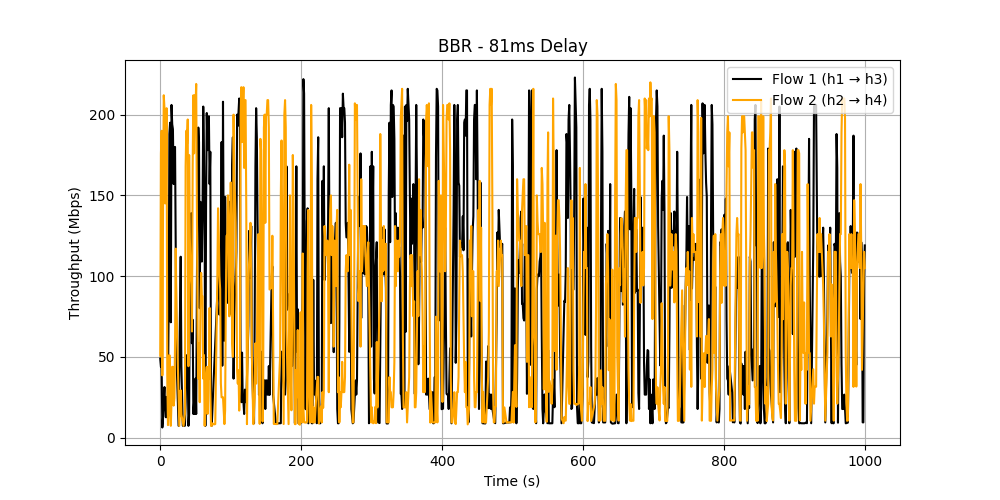 BBR - 81ms Delay
Flow 1 (h1 → h3)
Flow 2 (h2 → h4)
Throughput (Mbps)
200
150
100
50
0
0 200 400 600 800 1000
Time (s)